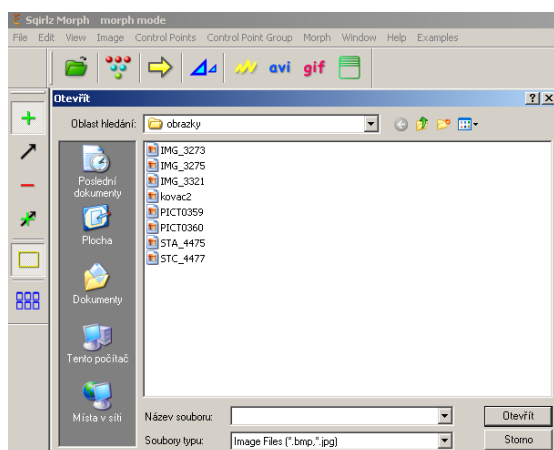 Sqirlz Morph morph mode
File Edit View Image Control Points Control Point Group Morph Window Help Examples
avi gif
Otevřít
Oblast hledání: obrazky
IMG_3273
IMG_3275
IMG_3321
kovac2
PICT0359
PICT0360
STA_4475
STC_4477
Poslední
dokumenty
Plocha
Dokumenty
Tento počítač
Místa v síti
Název souboru: Otevřít
Soubory typu: Image Files (*.bmp,*.jpg) Storno